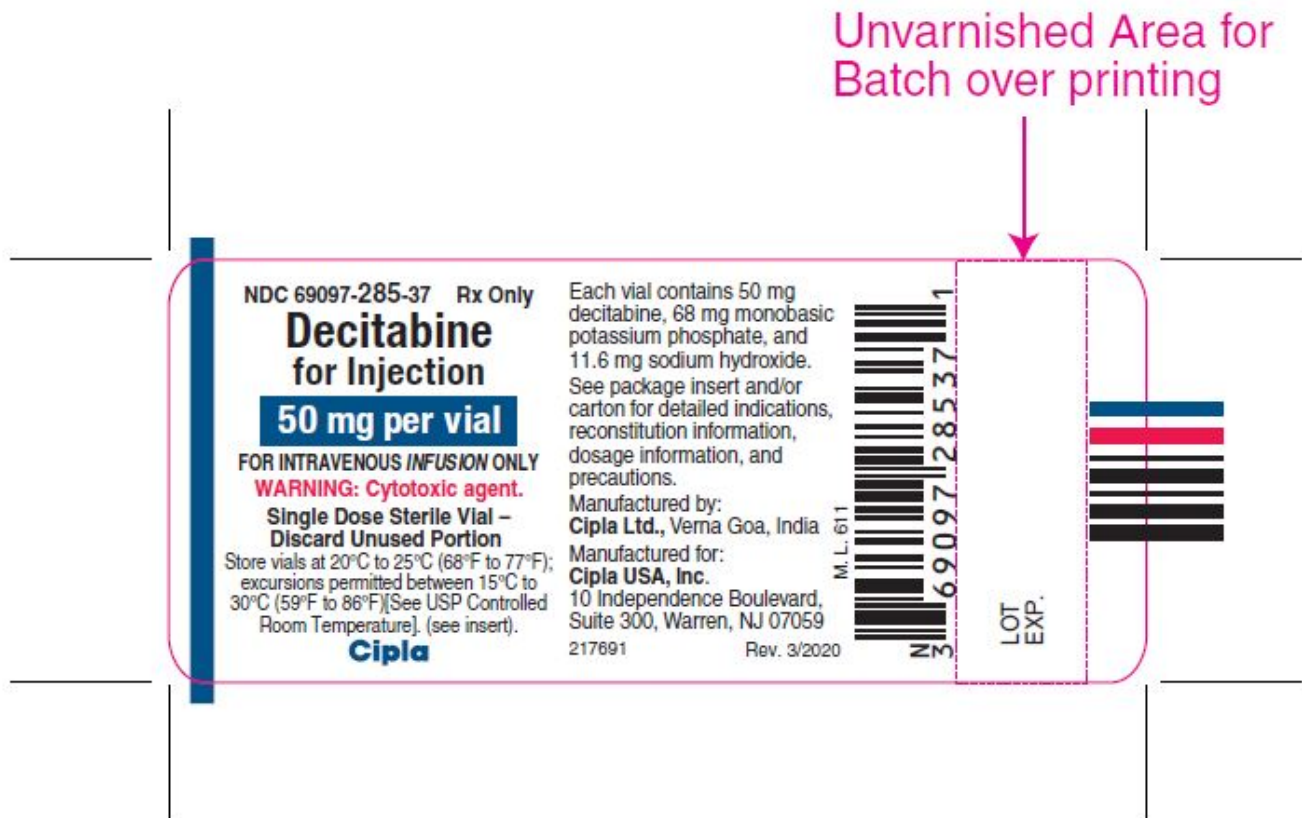 Unvarnished Area for
Batch over printing
NDC 69097-285-37 Rx Only
Decitabine
for Injection
50 mg per vial
FOR INTRAVENOUS INFUSION ONLY
WARNING: Cytotoxic agent.
Single Dose Sterile Vial –
Discard Unused Portion
Store vials at 20°C to 25°C (68°F to 77°F);
excursions permitted between 15°C to
30°C (59°F to 86°F)[See USP Controlled
Room Temperature]. (see insert).
Cipla
Each vial contains 50 mg
decitabine, 68 mg monobasic
potassium phosphate, and
11.6 mg sodium hydroxide.
See package insert and/or
carton for detailed indications,
reconstitution information,
dosage information, and
precautions.
Manufactured by:
Cipla Ltd., Verna Goa, India
Manufactured for:
Cipla USA, Inc.
10 Independence Boulevard,
Suite 300, Warren, NJ 07059
217691 Rev. 3/2020
M. L. 611
N
3 69097 28537 1
LOT
EXP.